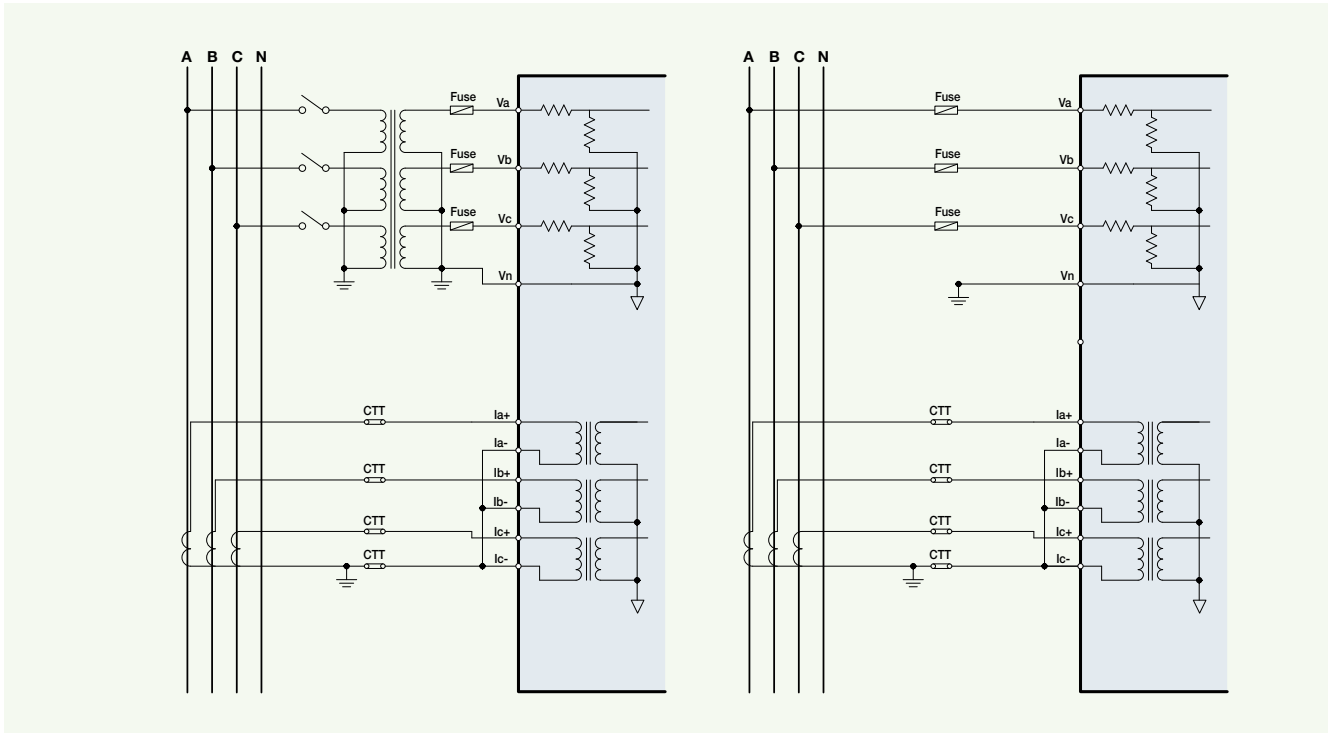 A B C N
Fuse Va
Fuse Vb
Fuse Vc
Vn
CTT Ia+
Ia-
CTT Ib+
Ib-
CTT Ic+
CTT Ic-
A B C N
Fuse Va
Fuse Vb
Fuse Vc
Vn
CTT Ia+
Ia-
CTT Ib+
Ib-
CTT Ic+
CTT Ic-